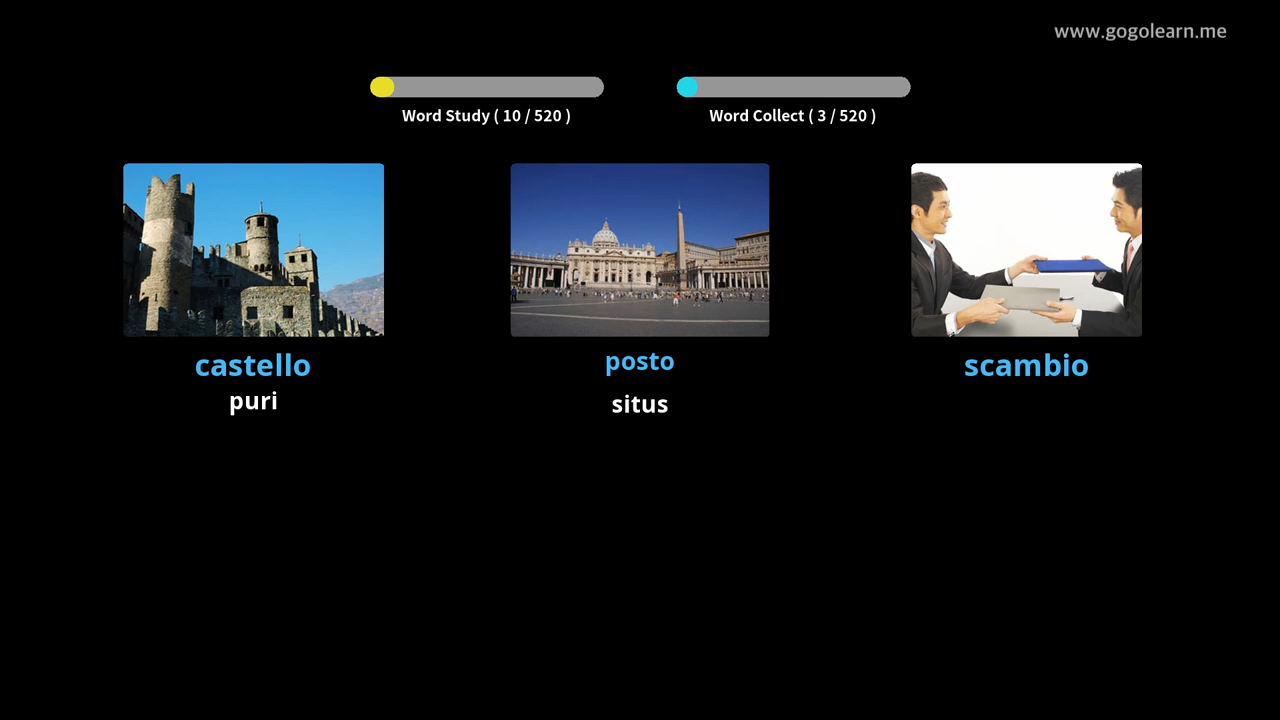 www.gogolearn.me
Word Study ( 10 / 520 )
Word Collect ( 3 / 520 )
castello
puri
posto
situs
scambio